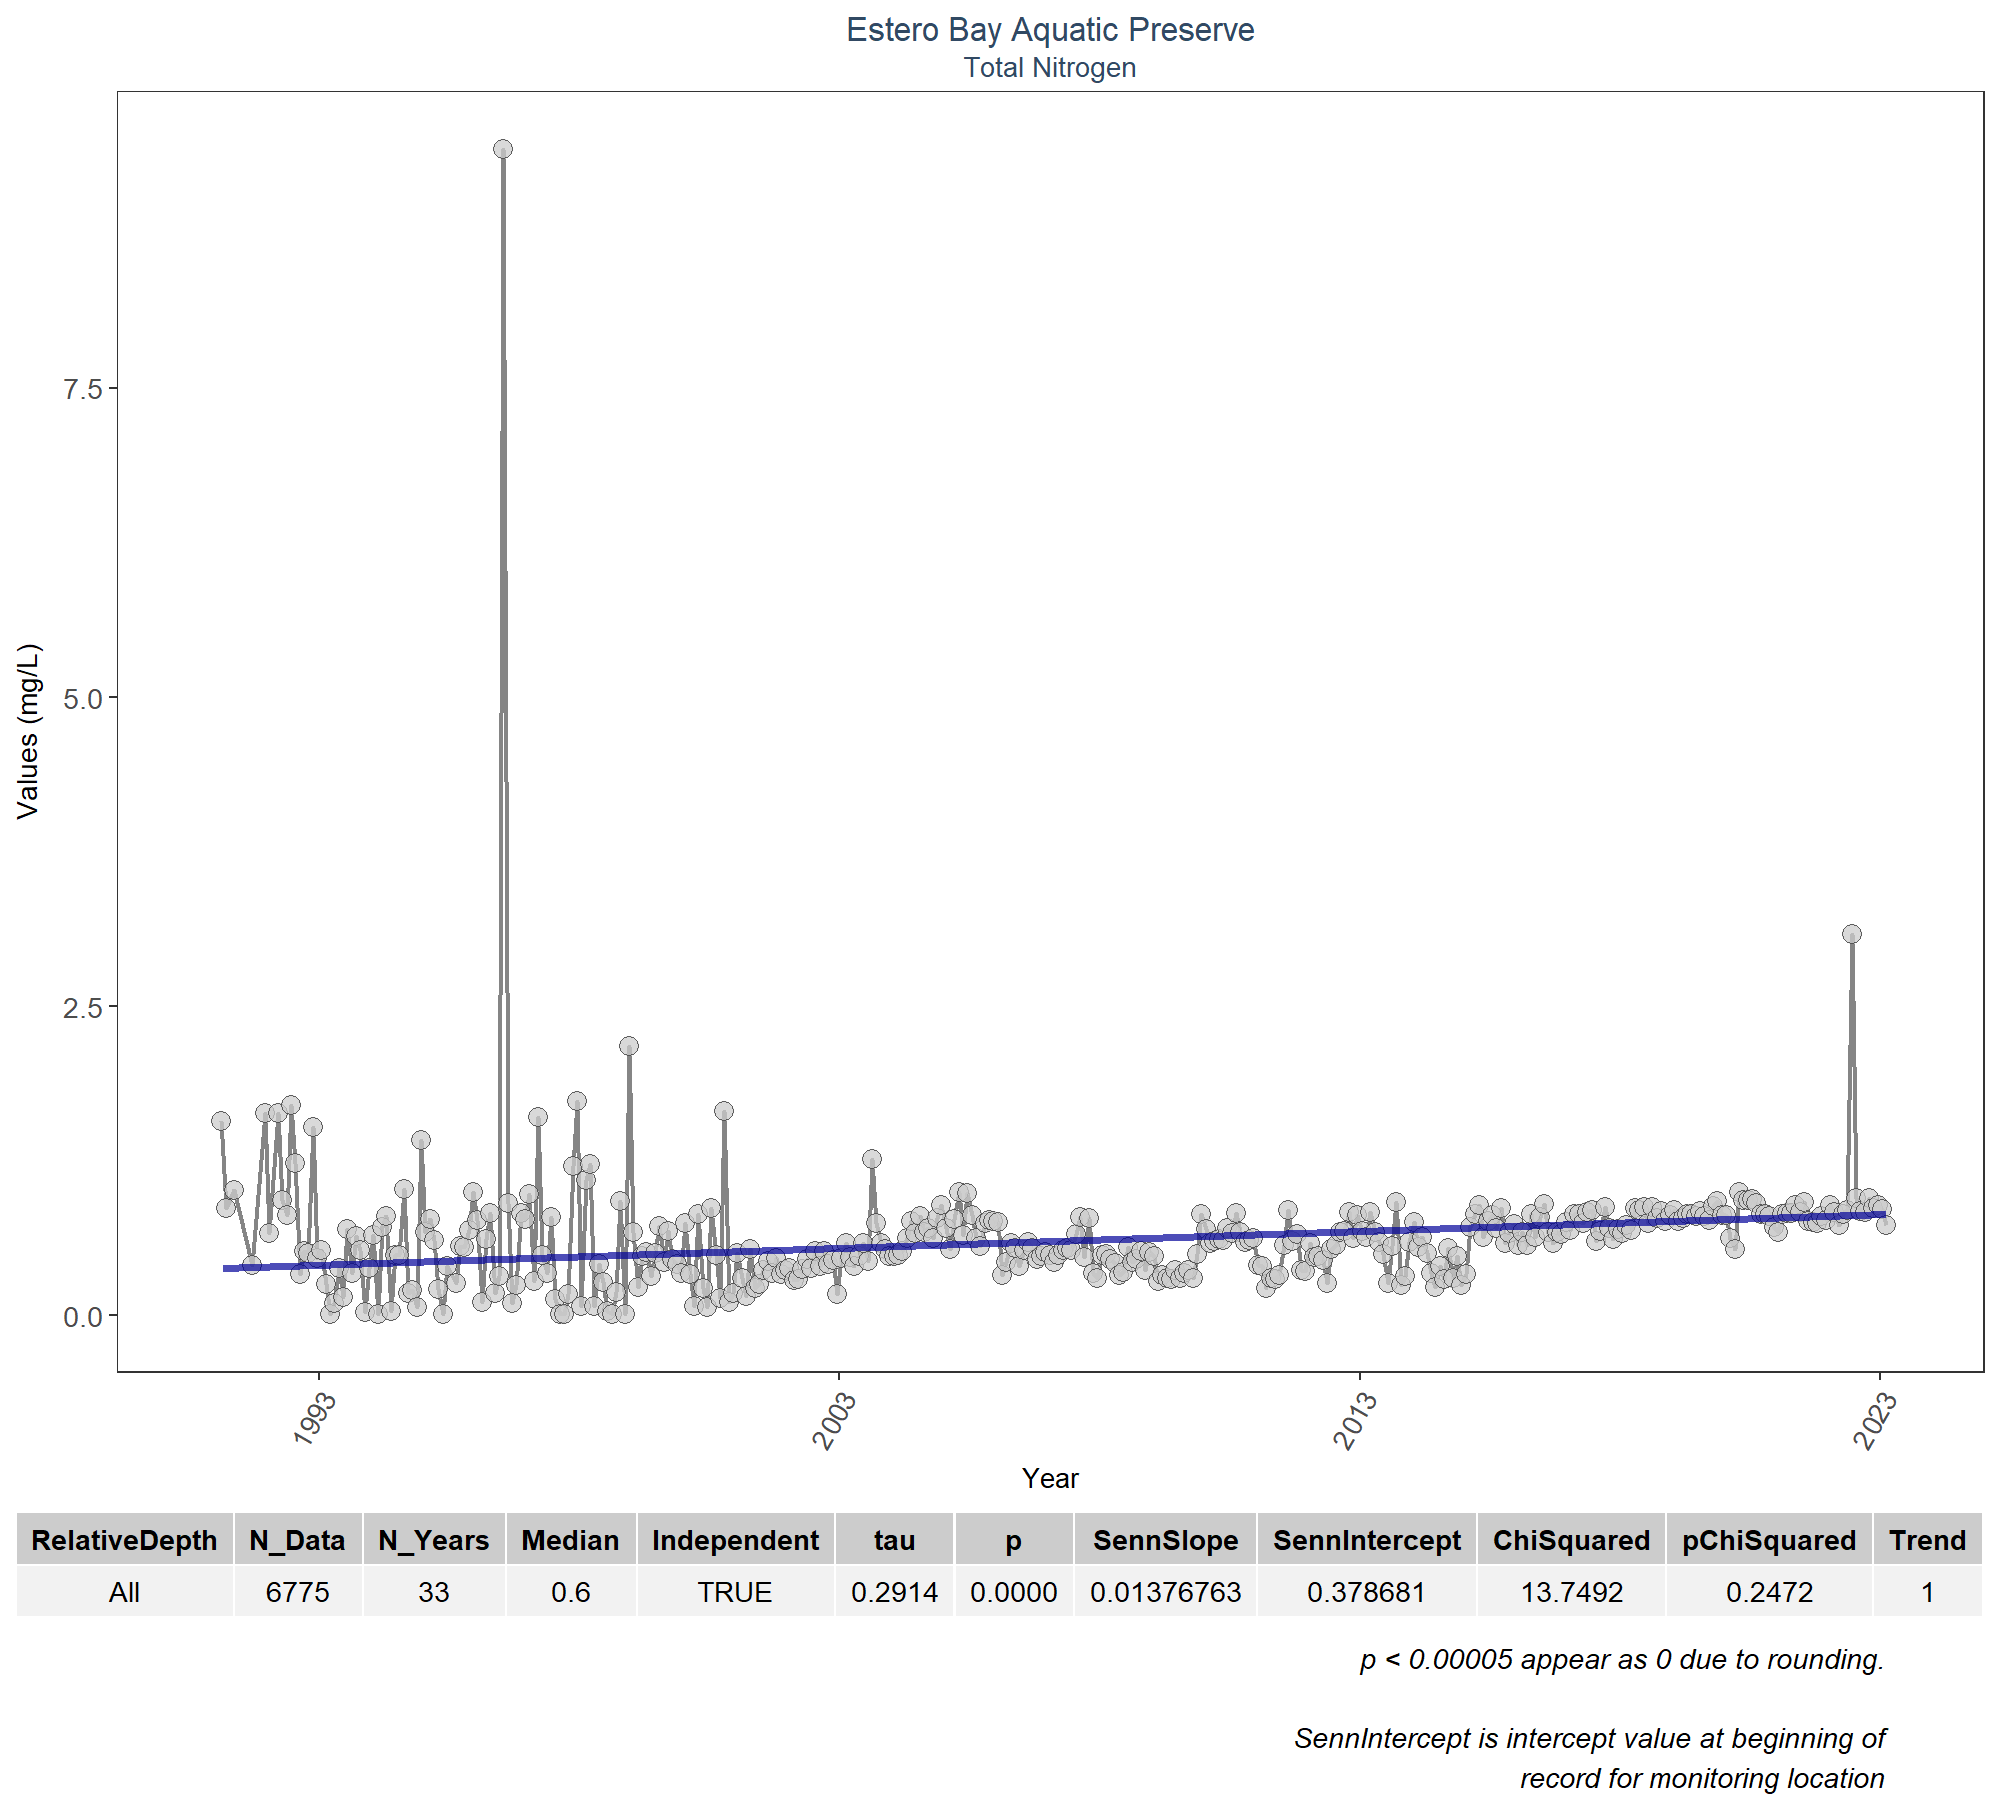 Estero Bay Aquatic Preserve
Total Nitrogen
Values (mg/L)
7.5
5.0
2.5
0.0
1993 2003 2013 2023
Year
RelativeDepth N_Data N_Years Median Independent tau p SennSlope SennIntercept ChiSquared pChiSquared Trend
All 6775 33 0.6 TRUE 0.2914 0.0000 0.01376763 0.378681 13.7492 0.2472 1
p < 0.00005 appear as 0 due to rounding.
SennIntercept is intercept value at beginning of
record for monitoring location